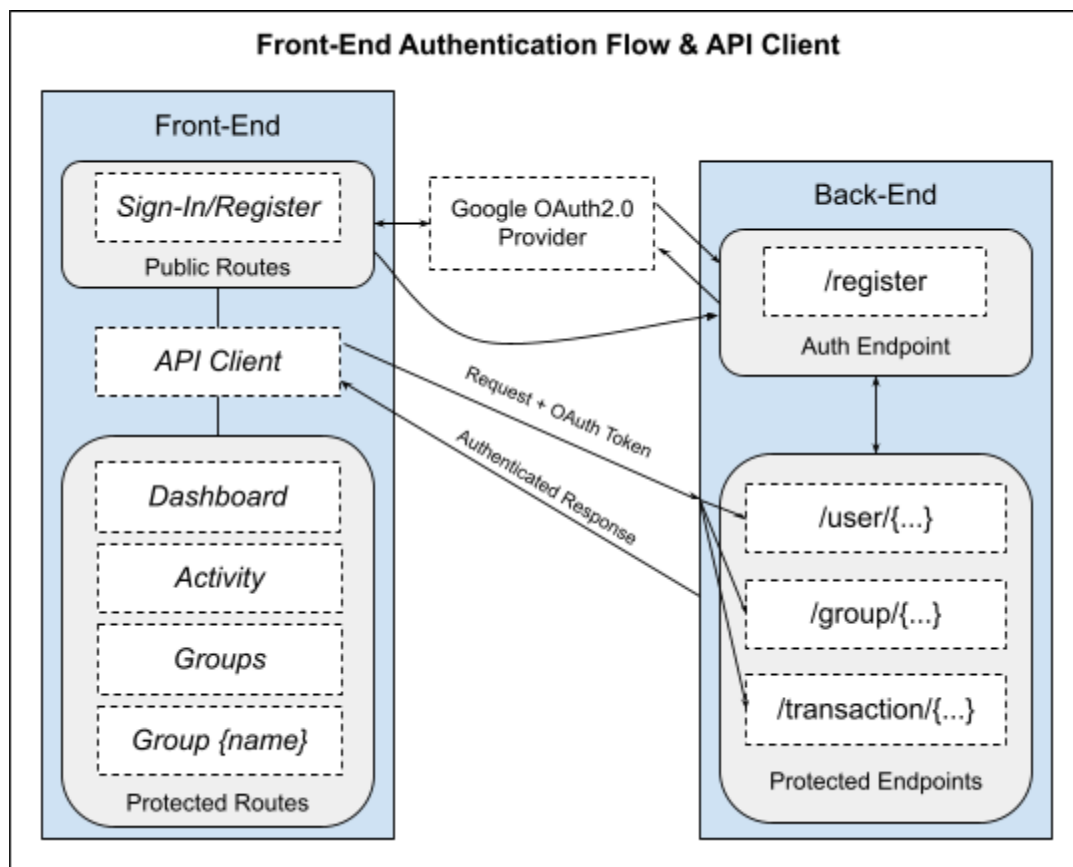 Front-End Authentication Flow & API Client
Front-End
Sign-In/Register
Public Routes
API Client
Dashboard
Activity
Groups
Group {name}
Protected Routes
Google OAuth2.0
Provider
Request + OAuth Token
Authenticated Response
Back-End
/register
Auth Endpoint
/user/{...}
/group/{...}
/transaction/{...}
Protected Endpoints